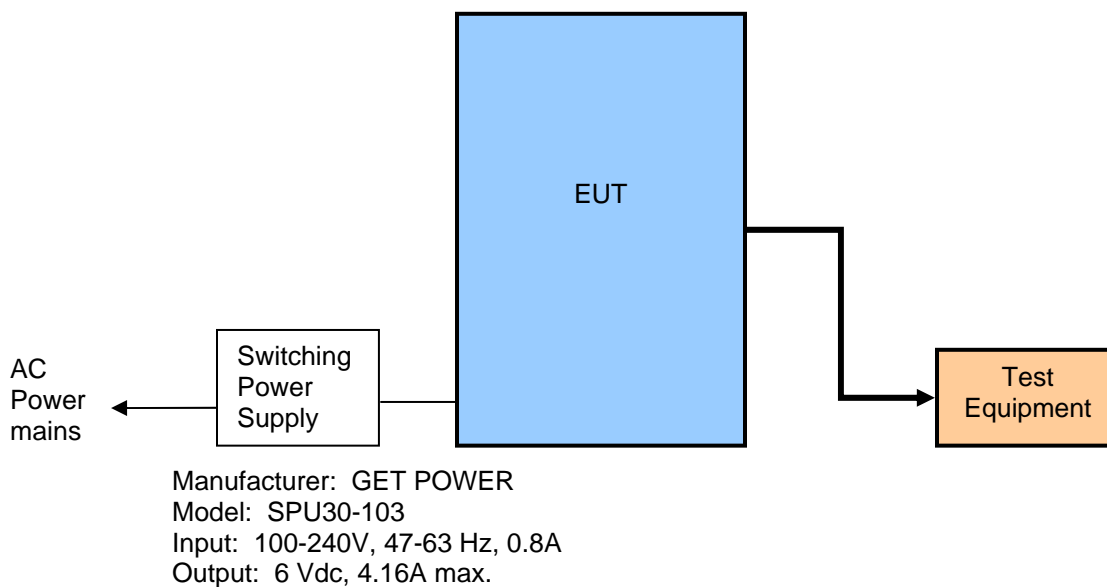 EUT
AC
Power
mains
Switching
Power
Supply
Test
Equipment
Manufacturer:  GET POWER
Model:  SPU30-103
Input:  100-240V, 47-63 Hz, 0.8A
Output:  6 Vdc, 4.16A max.